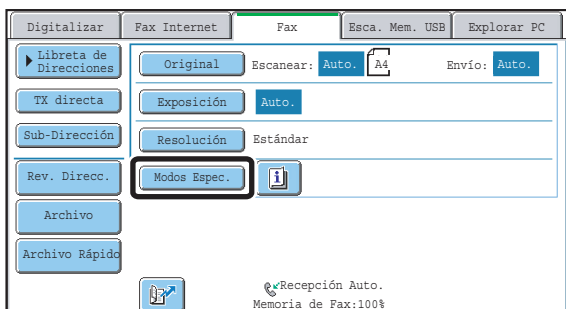 Digitalizar Fax Internet Fax Esca. Mem. USB Explorar PC
Libreta de
Direcciones
Original Escanear: Auto. A4 Envío: Auto.
TX directa
Exposición Auto.
Sub-Dirección
Resolución Estándar
Rev. Direcc.
Modos Espec.
Archivo
Archivo Rápido
Recepción Auto.
Memoria de Fax:100%